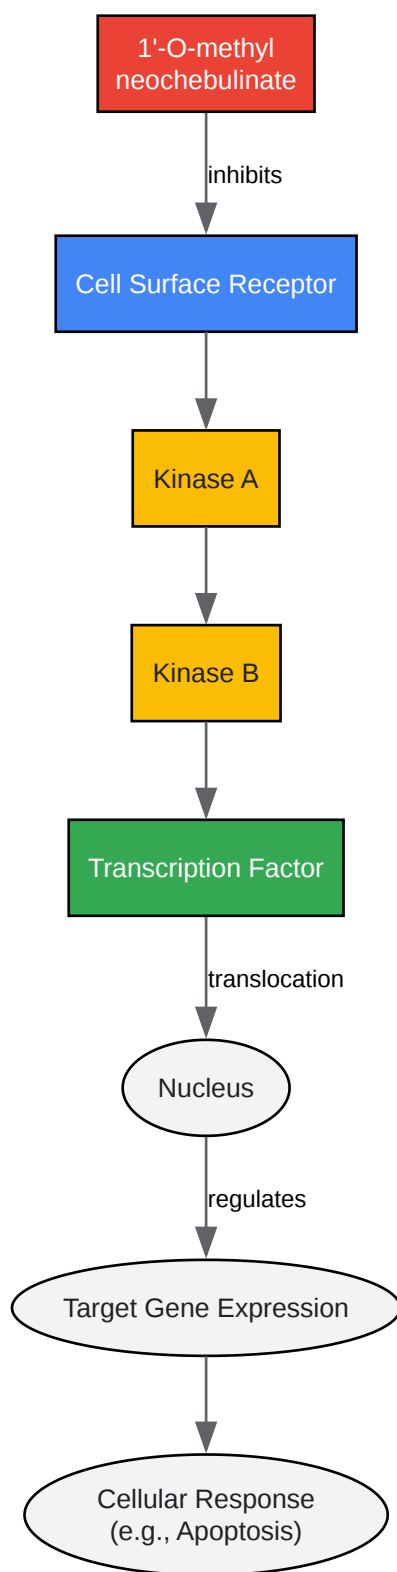 1'-O-methyl
neochebulinate
inhibits
Cell Surface Receptor
Kinase A
Kinase B
Transcription Factor
translocation
Nucleus
regulates
Target Gene Expression
Cellular Response
(e.g., Apoptosis)